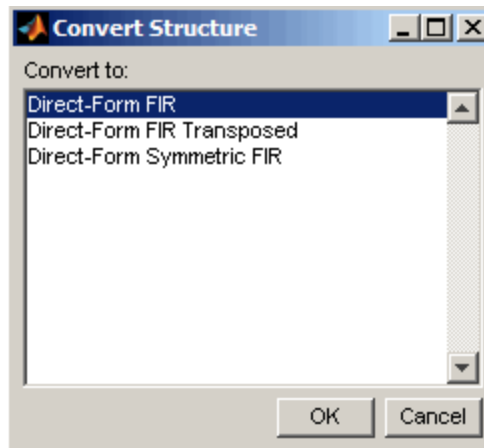 Convert Structure
Convert to:
Direct-Form FIR
Direct-Form FIR Transposed
Direct-Form Symmetric FIR
OK Cancel